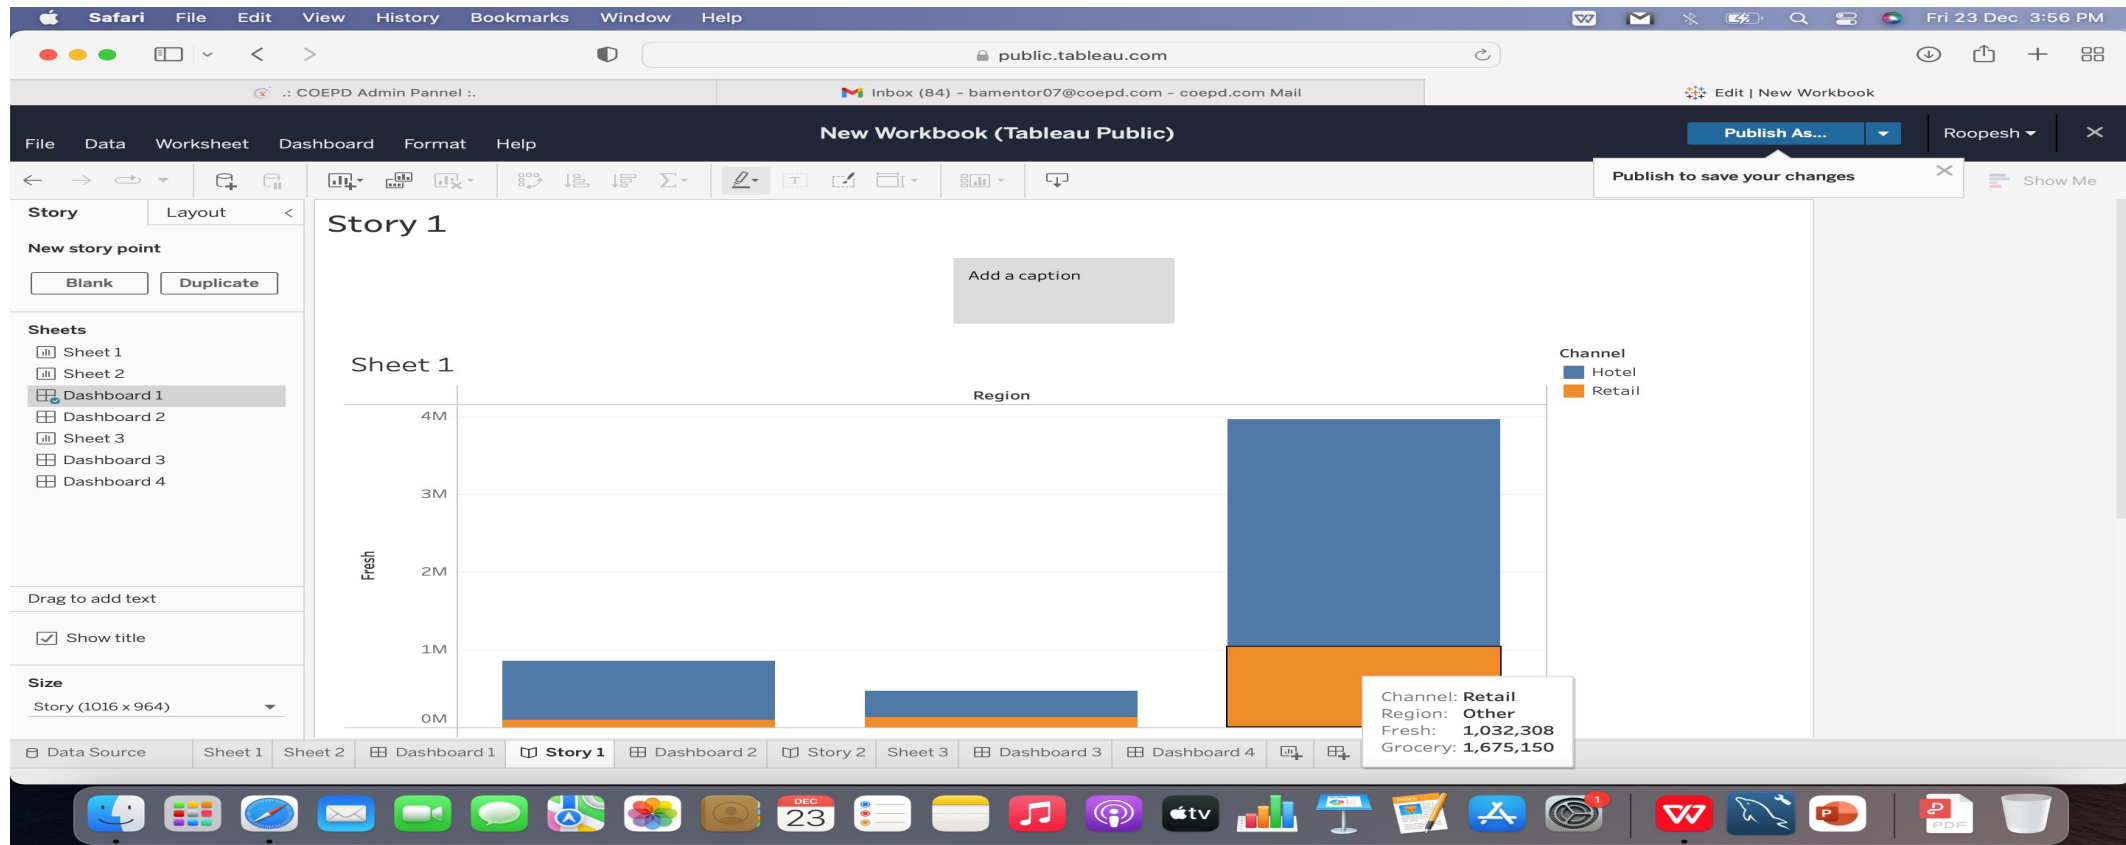 Safari File Edit View History Bookmarks Window Help Fri 23 Dec 3:56 PM
public.tableau.com
.: COEPD Admin Pannel :. Inbox (84) – bamentor07@coepd.com – coepd.com Mail Edit | New Workbook
New Workbook (Tableau Public) Publish As... Roopesh
File Data Worksheet Dashboard Format Help
Publish to save your changes
Show Me
Story Layout
New story point
Blank Duplicate
Sheets
Sheet 1
Sheet 2
Dashboard 1
Dashboard 2
Sheet 3
Dashboard 3
Dashboard 4
Drag to add text
Show title
Size
Story (1016 x 964)
Story 1
Add a caption
Sheet 1
Region
4M
3M
2M
1M
0M
Fresh
Channel
Hotel
Retail
Channel: Retail
Region: Other
Fresh: 1,032,308
Grocery: 1,675,150
Data Source Sheet 1 Sheet 2 Dashboard 1 Story 1 Dashboard 2 Story 2 Sheet 3 Dashboard 3 Dashboard 4
DEC
23
tv
1
P
PDF